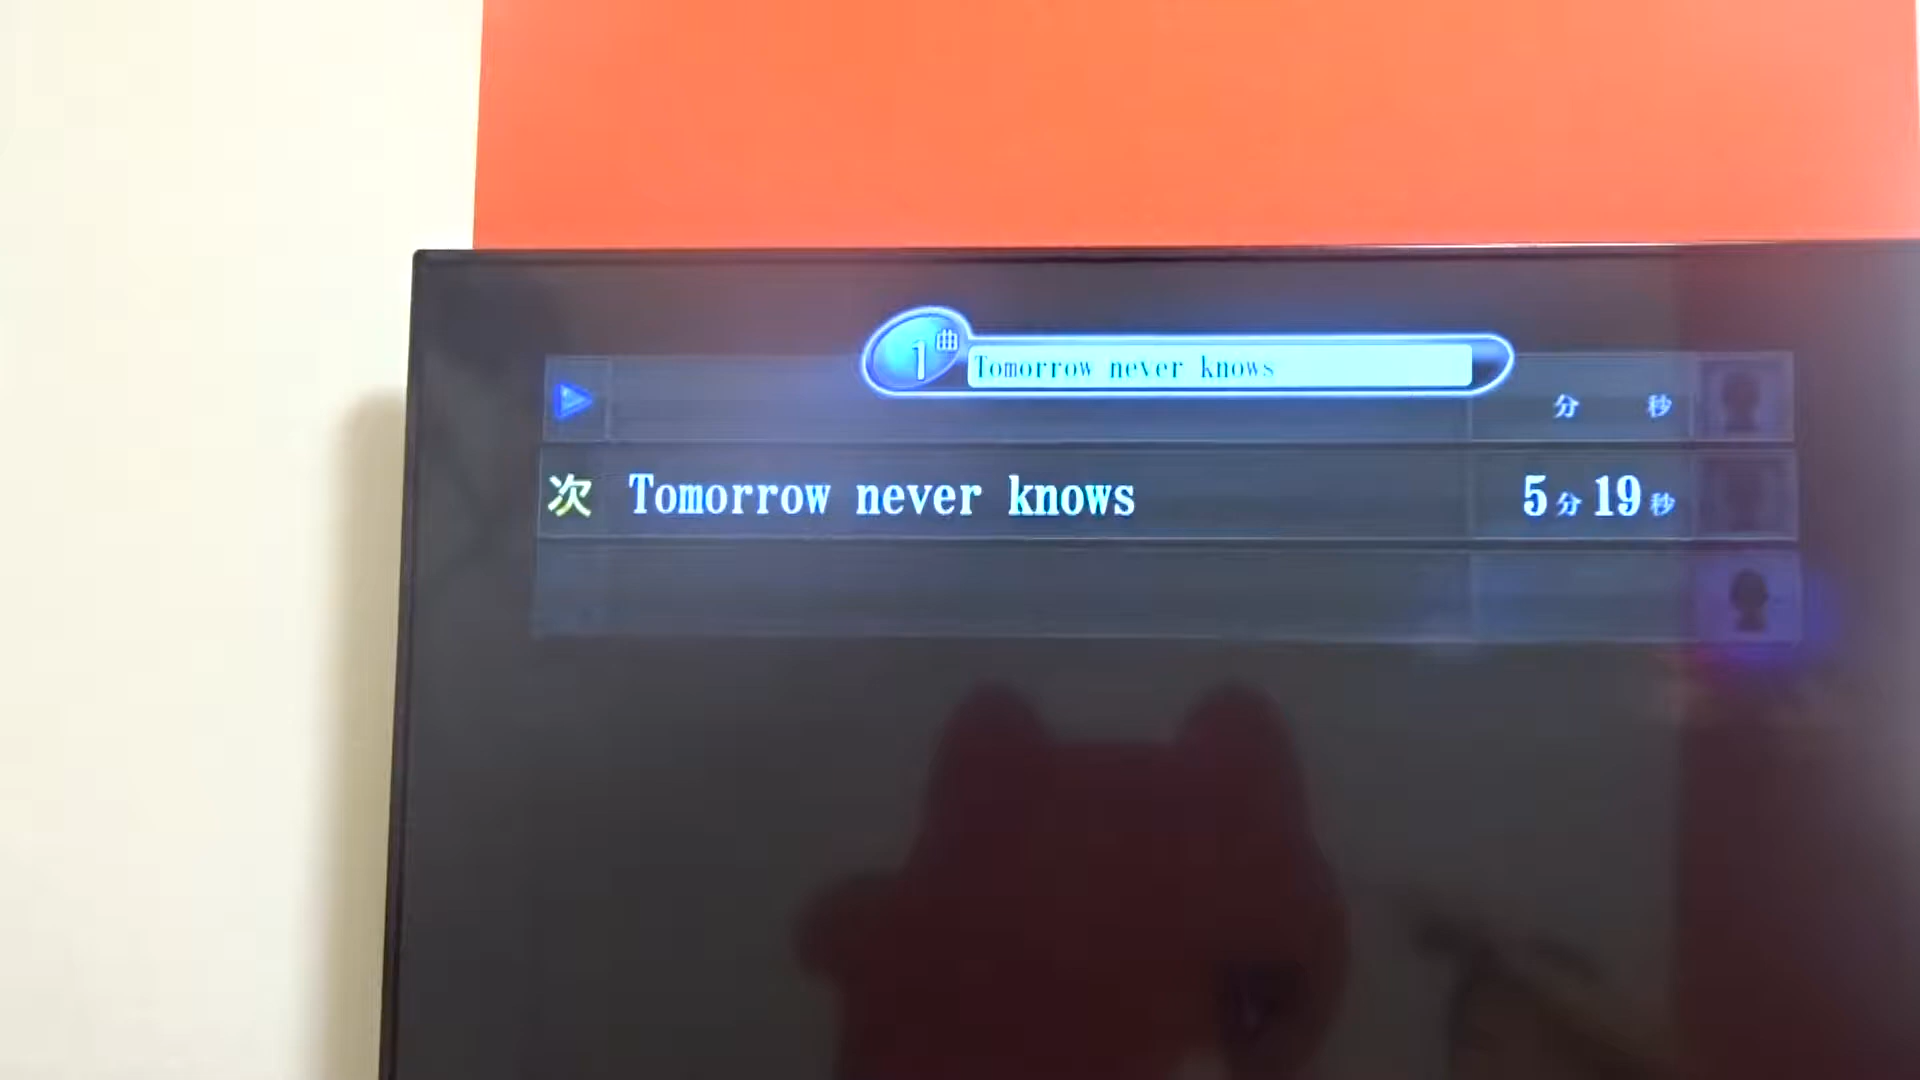 1曲 Tomorrow never knows
分 秒
次 Tomorrow never knows 5分19秒